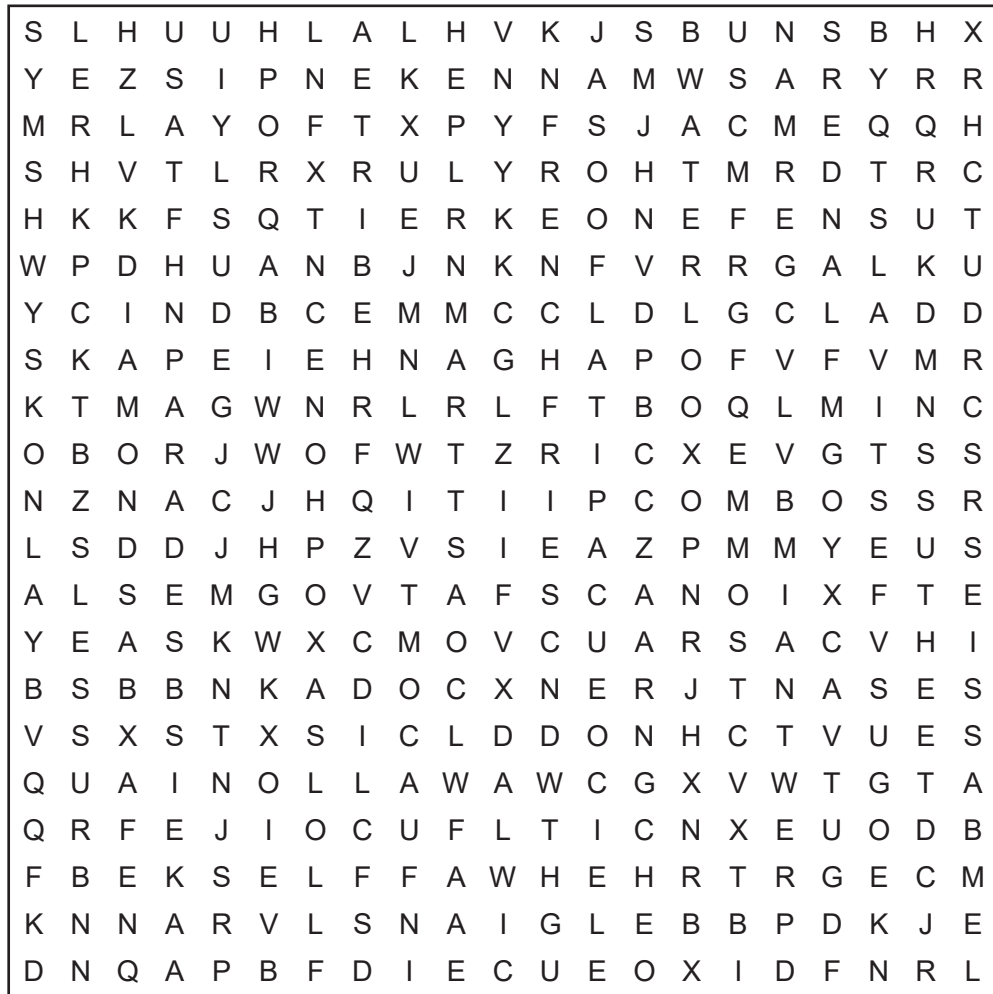 S L H U U H L A L H V K J S B U N S B H X
Y E Z S I P N E K E N N A M W S A R Y R R
M R L A Y O F T X P Y F S J A C M E Q Q H
S H V T L R X R U L Y R O H T M R D T R C
H K K F S Q T I E R K E O N E F E N S U T
W P D H U A N B J N K N F V R R G A L K U
Y C I N D B C E M M C C L D L G C L A D D
S K A P E I E H N A G H A P O F V F V M R
K T M A G W N R L R L F T B O Q L M I N C
O B O R J W O F W T Z R I C X E V G T S S
N Z N A C J H Q I T I I P C O M B O S S R
L S D D J H P Z V S I E A Z P M M Y E U S
A L S E M G O V T A F S C A N O I X F T E
Y E A S K W X C M O V C U A R S A C V H I
B S B B N K A D O C X N E R J T N A S E S
V S X S T X S I C L D D O N H C T V U E S
Q U A I N O L L A W A W C G X V W T G T A
Q R F E J I O C U F L T I C N X E U O D B
F B E K S E L F F A W H E H R T R G E C M
K N N A R V L S N A I G L E B B P D K J E
D N Q A P B F D I E C U E O X I D F N R L